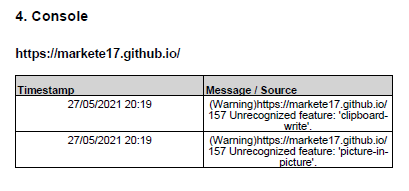 4. Console
https://markete17.github.io/
Timestamp Message / Source
27/05/2021 20:19 (Warning)https://markete17.github.io/
157 Unrecognized feature: 'clipboard-
write'.
27/05/2021 20:19 (Warning)https://markete17.github.io/
157 Unrecognized feature: 'picture-in-
picture'.